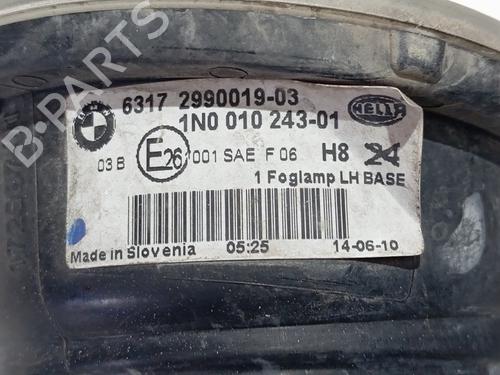 6317 2990019-03
1N0 010 243-01
HELLA
03 B E26 001 SAE F 06 H8 24
1 Foglamp LH BASE
Made in Slovenia 05:25 14-06-10